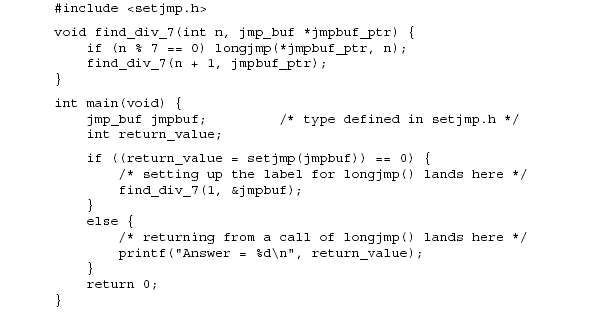 #include <setjmp.h>
void find_div_7(int n, jmp_buf *jmpbuf_ptr) {
    if (n % 7 == 0) longjmp(*jmpbuf_ptr, n);
    find_div_7(n + 1, jmpbuf_ptr);
}
int main(void) {
    jmp_buf jmpbuf;         /* type defined in setjmp.h */
    int return_value;
    if ((return_value = setjmp(jmpbuf)) == 0) {
        /* setting up the label for longjmp() lands here */
        find_div_7(1, &jmpbuf);
    }
    else {
        /* returning from a call of longjmp() lands here */
        printf("Answer = %d\n", return_value);
    }
    return 0;
}